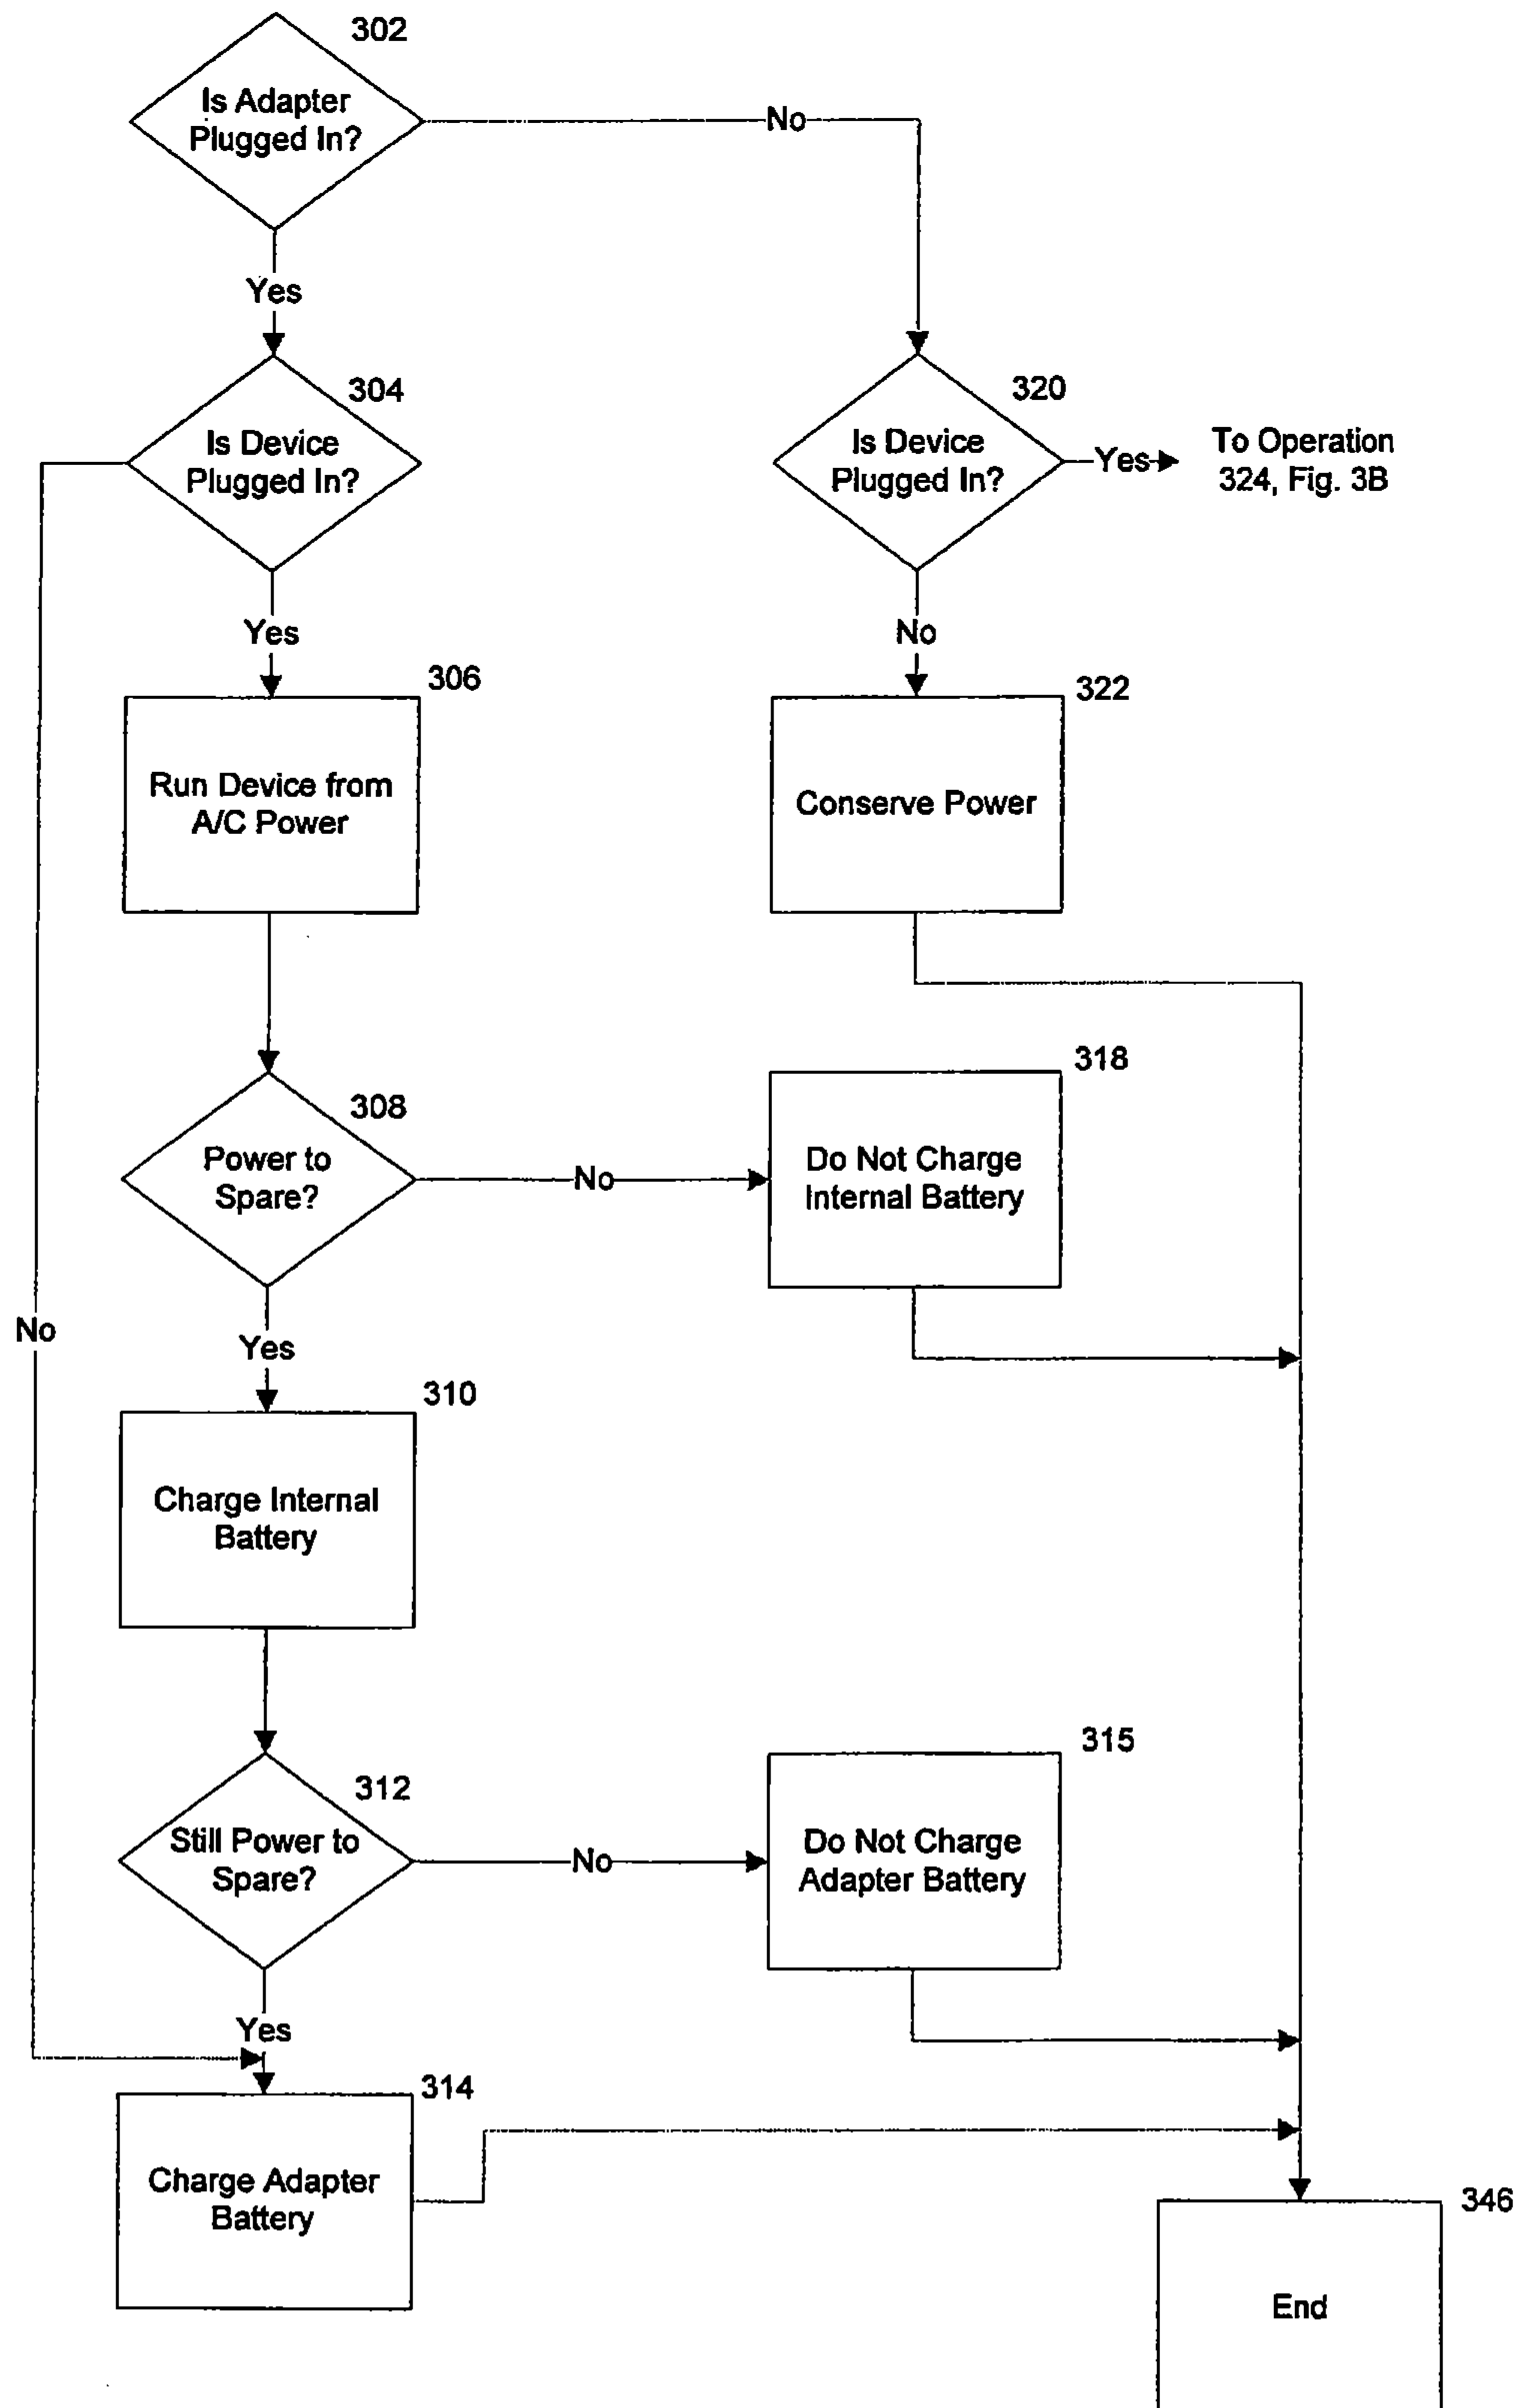 302
Is Adapter
Plugged In?
No
Yes
304
Is Device
Plugged In?
320
Is Device
Plugged In?
Yes
To Operation
324, Fig. 3B
Yes
No
306
Run Device from
A/C Power
322
Conserve Power
308
Power to
Spare?
No
318
Do Not Charge
Internal Battery
No
Yes
310
Charge Internal
Battery
312
Still Power to
Spare?
No
315
Do Not Charge
Adapter Battery
Yes
314
Charge Adapter
Battery
346
End